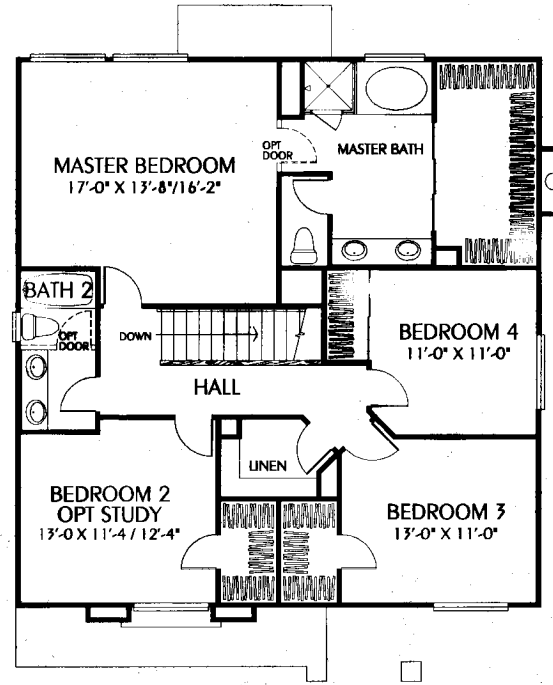 OPT
DOOR
MASTER BEDROOM
17'-0" X 13'-8"/16'-2"
MASTER BATH
BATH 2
OPT
DOOR
DOWN
BEDROOM 4
11'-0" X 11'-0"
HALL
LINEN
BEDROOM 2
OPT STUDY
13'-0 X 11'-4 / 12'-4"
BEDROOM 3
13'-0" X 11'-0"